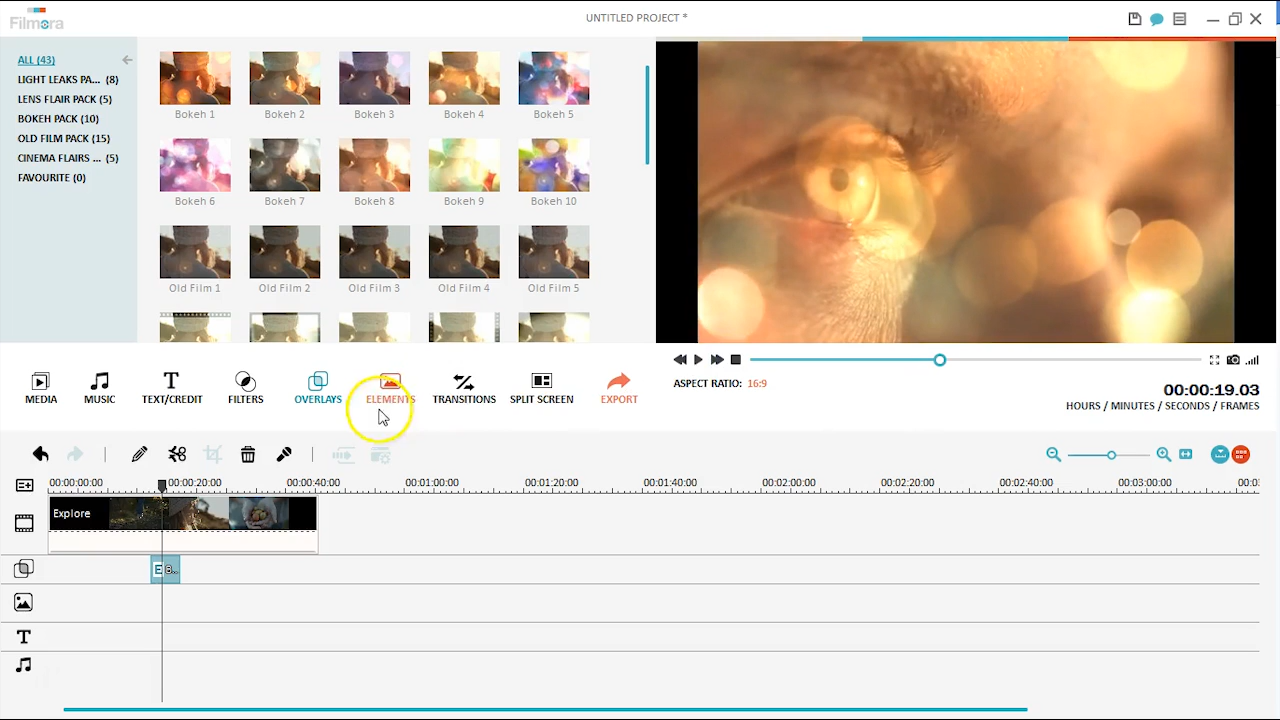 Filmora
UNTITLED PROJECT *
ALL (43)
LIGHT LEAKS PA... (8)
LENS FLAIR PACK (5)
BOKEH PACK (10)
OLD FILM PACK (15)
CINEMA FLAIRS ... (5)
FAVOURITE (0)
Bokeh 1
Bokeh 2
Bokeh 3
Bokeh 4
Bokeh 5
Bokeh 6
Bokeh 7
Bokeh 8
Bokeh 9
Bokeh 10
Old Film 1
Old Film 2
Old Film 3
Old Film 4
Old Film 5
MEDIA
MUSIC
TEXT/CREDIT
FILTERS
OVERLAYS
ELEMENTS
TRANSITIONS
SPLIT SCREEN
EXPORT
ASPECT RATIO: 16:9
00:00:19.03
HOURS / MINUTES / SECONDS / FRAMES
00:00:00:00
00:00:20:00
00:00:40:00
00:01:00:00
00:01:20:00
00:01:40:00
00:02:00:00
00:02:20:00
00:02:40:00
00:03:00:00
00:0
Explore
E B...